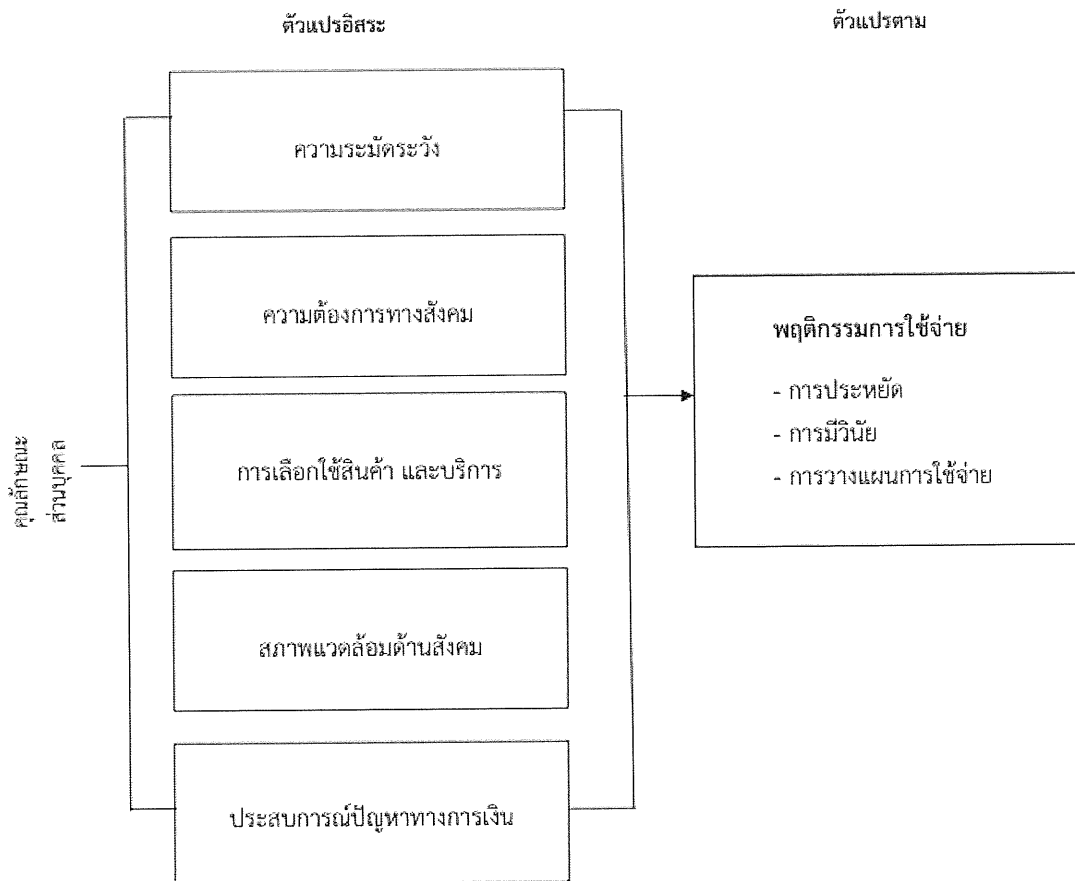 ตัวแปรอิสระ
ตัวแปรตาม
ความระมัดระวัง
ความต้องการทางสังคม
การเลือกใช้สินค้า และบริการ
สภาพแวดล้อมด้านสังคม
ประสบการณ์ปัญหาทางการเงิน
คุณลักษณะ
ส่วนบุคคล
พฤติกรรมการใช้จ่าย
- การประหยัด
- การมีวินัย
- การวางแผนการใช้จ่าย